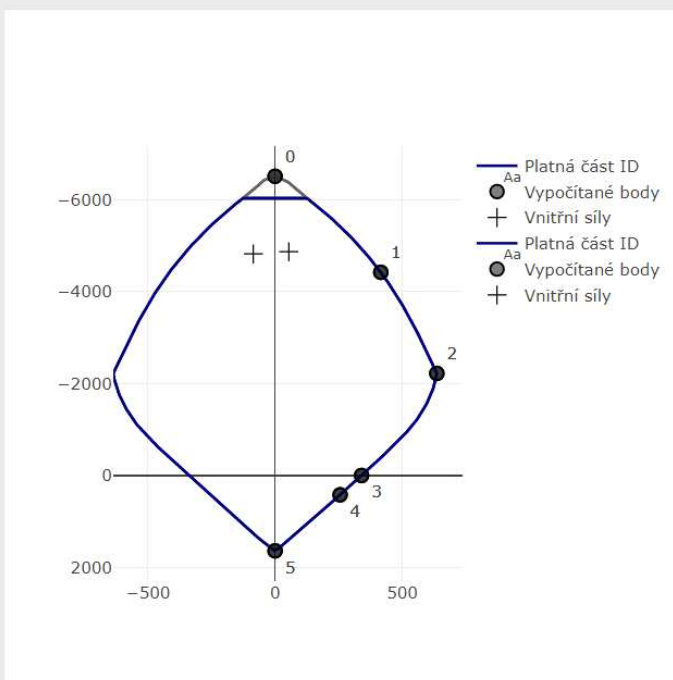 0
−6000
1
−4000
2
−2000
0
3
4
5
2000
−500
0
500
Platná část ID
Aa
Vypočítané body
Vnitřní síly
Platná část ID
Aa
Vypočítané body
Vnitřní síly